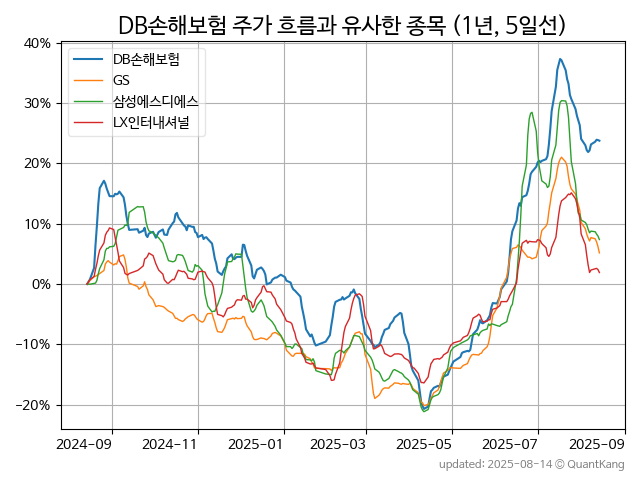 DB손해보험 주가 흐름과 유사한 종목 (1년, 5일선)
40%
30%
20%
10%
0%
−10%
−20%
DB손해보험
GS
삼성에스디에스
LX인터내셔널
2024-09 2024-11 2025-01 2025-03 2025-05 2025-07 2025-09
updated: 2025-08-14 © QuantKang